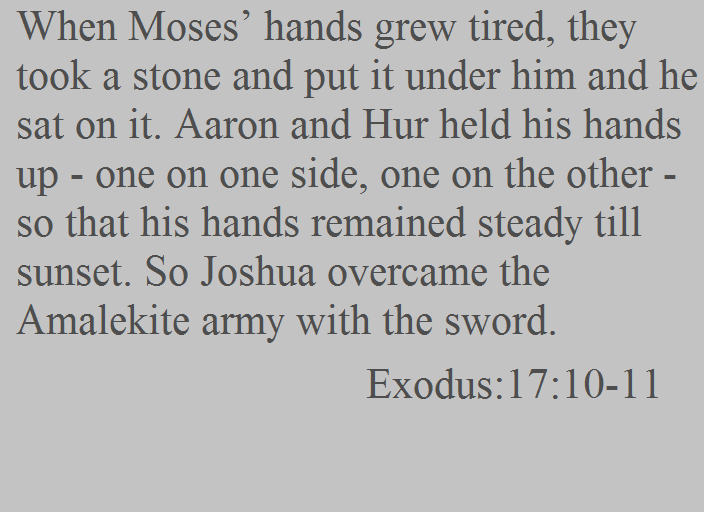 When Moses’ hands grew tired, they
took a stone and put it under him and he
sat on it. Aaron and Hur held his hands
up - one on one side, one on the other -
so that his hands remained steady till
sunset. So Joshua overcame the
Amalekite army with the sword.
Exodus:17:10-11